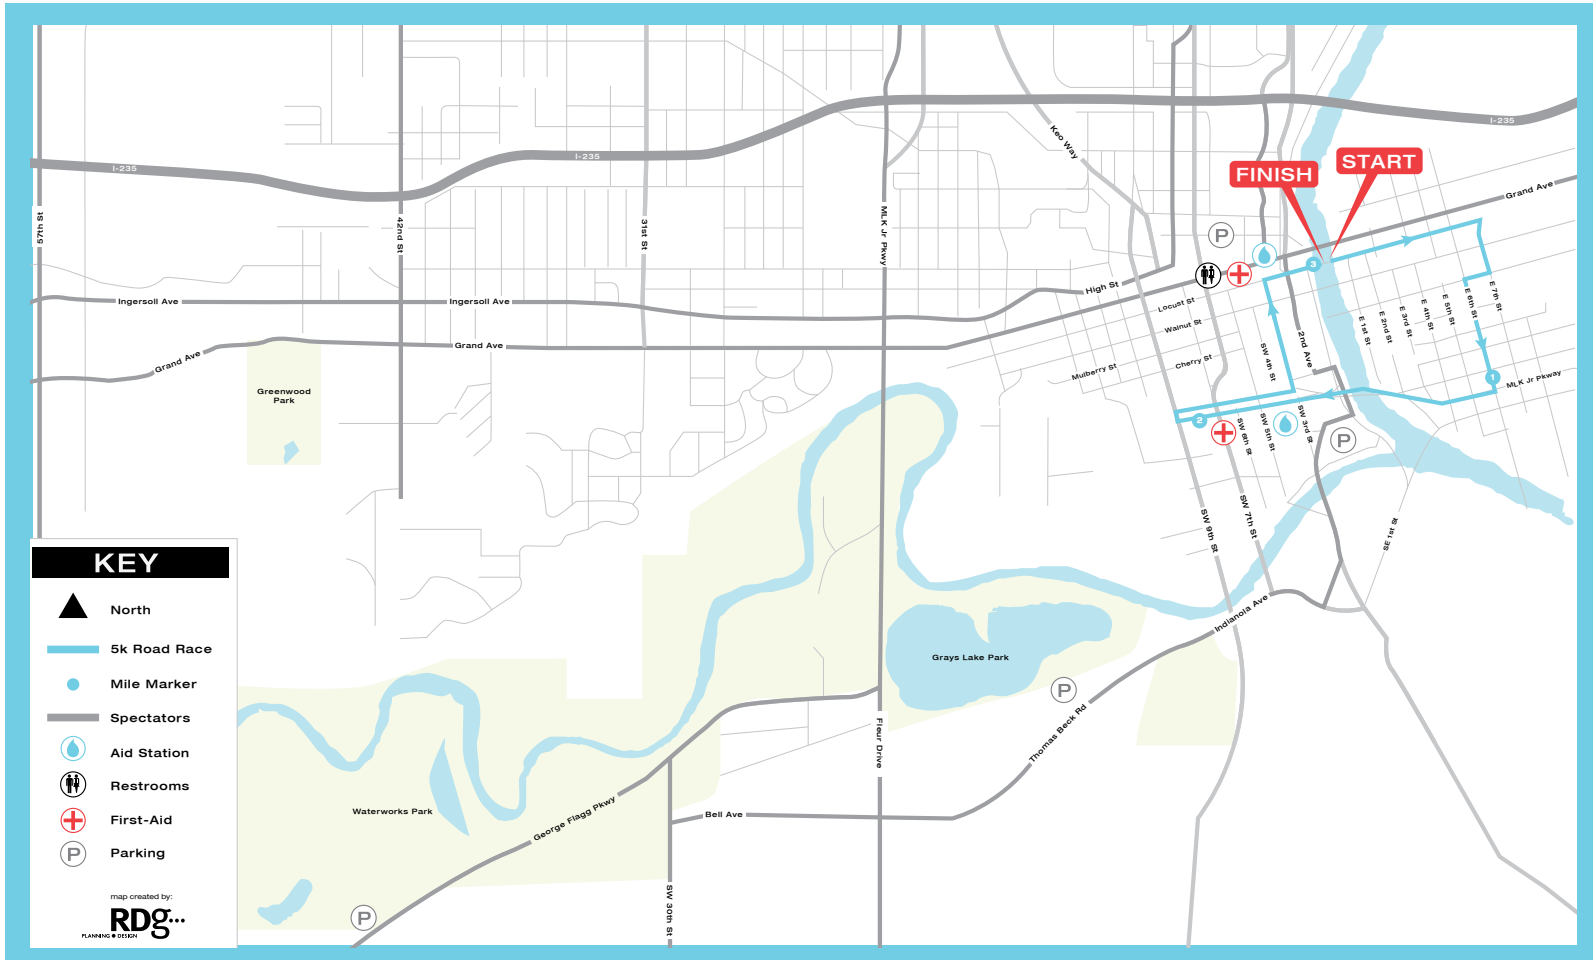 I-235
I-235
I-235
57th St
42nd St
31st St
MLK Jr Pkwy
Keo Way
FINISH
START
Grand Ave
P
3
High St
Locust St
Walnut St
Cherry St
Mulberry St
Ingersoll Ave
Ingersoll Ave
Grand Ave
Grand Ave
Greenwood
Park
2nd Ave
SW 4th St
E 1st St
E 2nd St
E 3rd St
E 4th St
E 5th St
E 6th St
E 7th St
1
MLK Jr Pkway
2
SW 3rd St
SW 5th St
SW 6th St
P
SW 7th St
SW 9th St
SE 1st St
Indianola Ave
Grays Lake Park
P
Thomas Beck Rd
Fleur Drive
Bell Ave
George Flagg Pkwy
Waterworks Park
SW 30th St
P
KEY
North
5k Road Race
Mile Marker
Spectators
Aid Station
Restrooms
First-Aid
P Parking
map created by:
RDg...
PLANNING • DESIGN